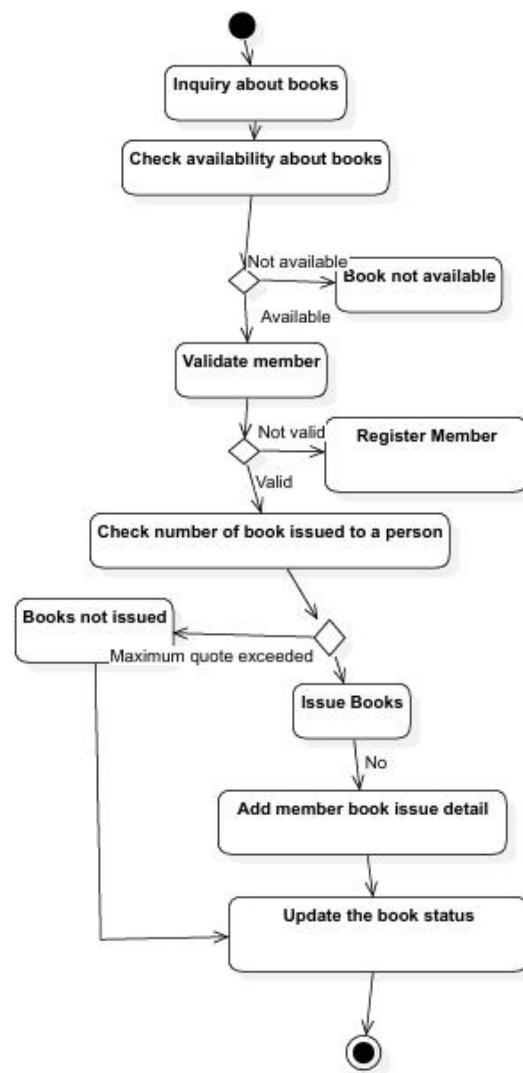 Inquiry about books
Check availability about books
Not available
Book not available
Available
Validate member
Not valid
Register Member
Valid
Check number of book issued to a person
Books not issued
Maximum quote exceeded
Issue Books
No
Add member book issue detail
Update the book status